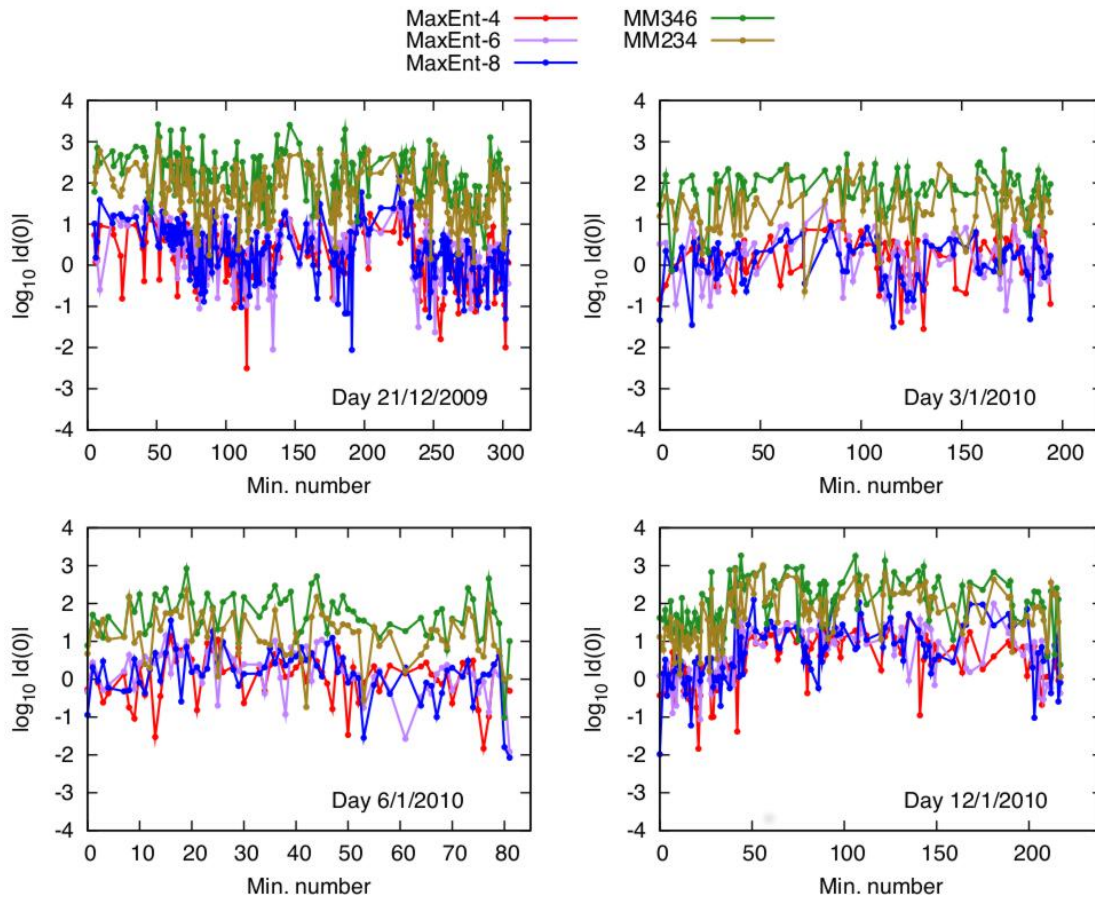 MaxEnt-4
MaxEnt-6
MaxEnt-8
MM346
MM234
4
3
2
1
0
-1
-2
-3
-4
log10 |d(0)|
0 50 100 150 200 250 300
Min. number
Day 21/12/2009
4
3
2
1
0
-1
-2
-3
-4
log10 |d(0)|
0 50 100 150 200
Min. number
Day 3/1/2010
4
3
2
1
0
-1
-2
-3
-4
log10 |d(0)|
0 10 20 30 40 50 60 70 80
Min. number
Day 6/1/2010
4
3
2
1
0
-1
-2
-3
-4
log10 |d(0)|
0 50 100 150 200
Min. number
Day 12/1/2010